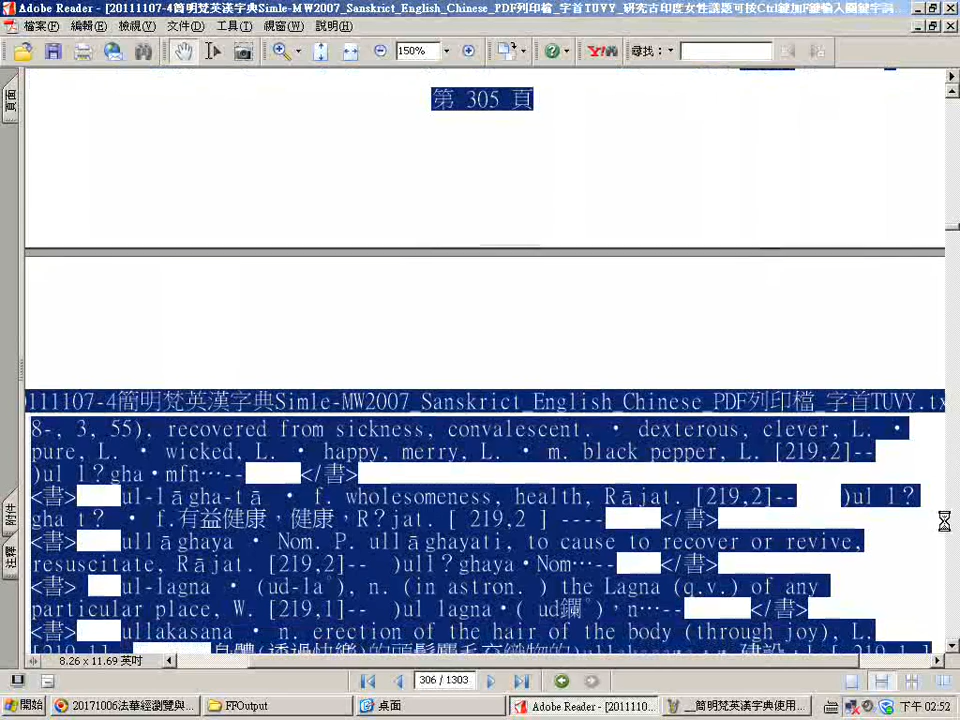 Adobe Reader - [20111107-4簡明梵英漢字典Simle-MW2007_Sanskrict_English_Chinese_PDF列印檔_字首TUVY_研究古印度女性議題可按Ctrl鍵加F鍵輸入關鍵字詞
檔案(F) 編輯(E) 檢視(V) 文件(D) 工具(T) 視窗(W) 說明(H)
150% 尋找:
頁面
第 305 頁
111107-4簡明梵英漢字典Simle-MW2007_Sanskrict_English_Chinese_PDF列印檔_字首TUVY.tx
8-, 3, 55), recovered from sickness, convalescent. • dexterous, clever, L. •
pure, L. • wicked, L. • happy, merry, L. • m. black pepper, L. [219,2]--
)ul l?gha•mfn…-- </書>
<書> ul-lāgha-tā • f. wholesomeness, health, Rājat. [219,2]-- )ul l?
gha t? • f.有益健康，健康，R?jat. [ 219,2 ] ---- </書>
<書> ullāghaya • Nom. P. ullāghayati, to cause to recover or revive,
resuscitate, Rājat. [219,2]-- )ull?ghaya•Nom…-- </書>
<書> ul-lagna • (ud-la°), n. (in astron. ) the Lagna (q.v.) of any
particular place, W. [219,1]-- )ul lagna•( ud鑭°)，n…-- </書>
<書> ullakasana • n. erection of the hair of the body (through joy), L.
附件
注釋
8.26 x 11.69 英吋
306 / 1303
開始 20171006法華經瀏覽與... FFOutput 桌面 Adobe Reader - [201... __簡明梵英字典使用... 下午 02:52